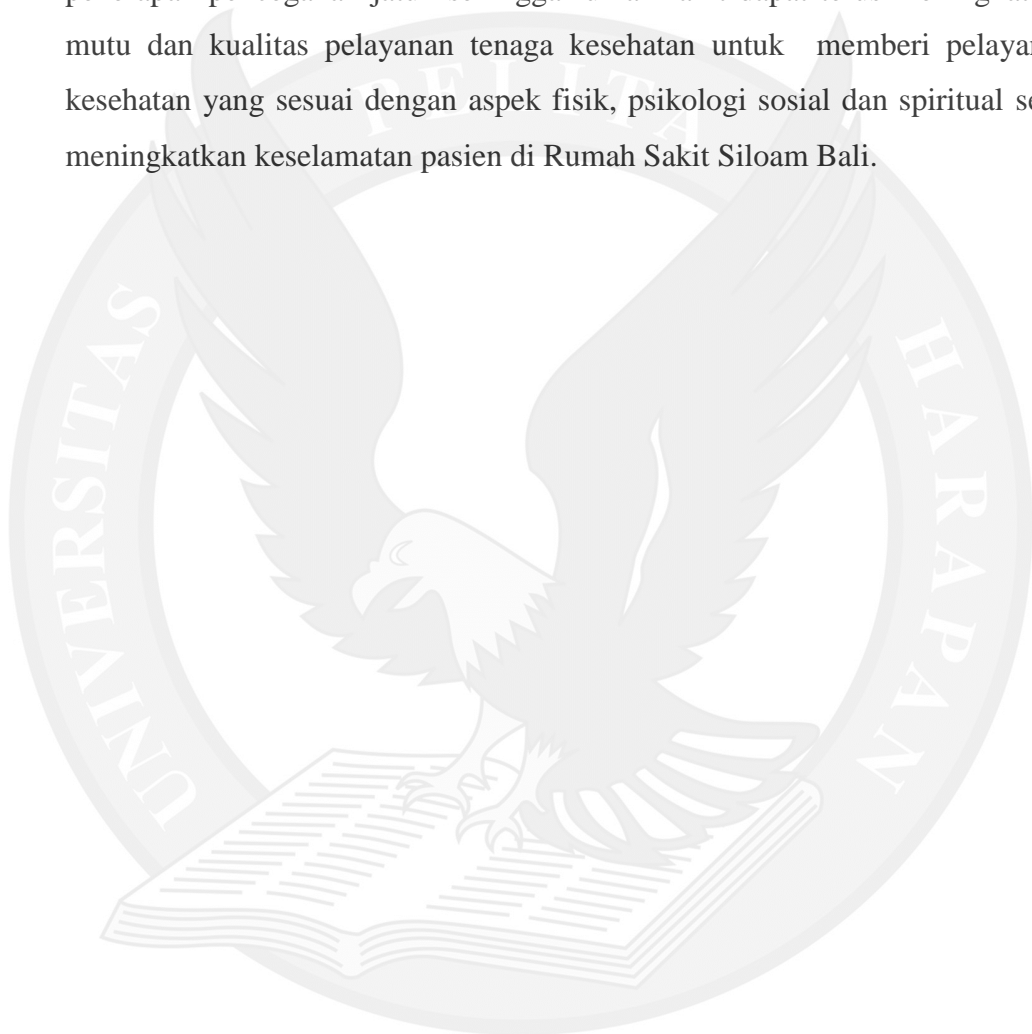 mutu dan kualitas pelayanan tenaga kesehatan untuk memberi pelayan
kesehatan yang sesuai dengan aspek fisik, psikologi sosial dan spiritual se
meningkatkan keselamatan pasien di Rumah Sakit Siloam Bali.
UNIVERSITAS PELITA HARAPAN